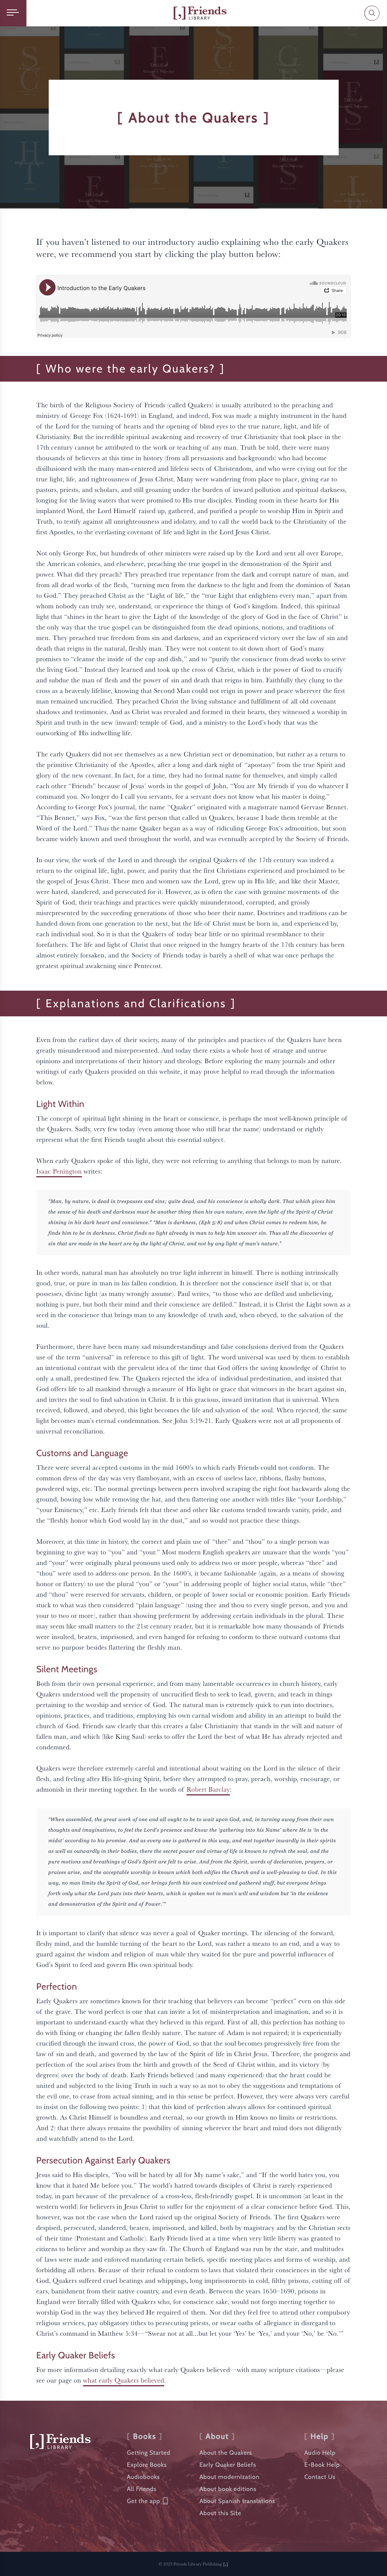 Friends
LIBRARY
[ About the Quakers ]
If you haven't listened to our introductory audio explaining who the early Quakers
were, we recommend you start by clicking the play button below:
Introduction to the Early Quakers
SOUNDCLOUD
Share
Privacy policy
[ Who were the early Quakers? ]
The birth of the Religious Society of Friends (called Quakers) is usually attributed to the preaching and
ministry of George Fox (1624-1691) in England, and indeed, Fox was made a mighty instrument in the hand
of the Lord for the turning of hearts and the opening of blind eyes to the true nature, light, and life of
Christianity. But the incredible spiritual awakening and recovery of true Christianity that took place in the
17th century cannot be attributed to the work or teaching of any man. Truth be told, there were many
thousands of believers at this time in history (from all persuasions and backgrounds) who had become
disillusioned with the many man-centered and lifeless sects of Christendom, and who were crying out for the
true light, life, and righteousness of Jesus Christ. Many were wandering from place to place, giving ear to
pastors, priests, and scholars, and still groaning under the burden of inward pollution and spiritual darkness,
longing for the living waters that were promised to His true disciples. Finding room in these hearts for His
implanted Word, the Lord Himself raised up, gathered, and purified a people to worship Him in Spirit and
Truth, to testify against all unrighteousness and idolatry, and to call the world back to the Christianity of the
first Apostles, to the everlasting covenant of life and light in the Lord Jesus Christ.
Not only George Fox, but hundreds of other ministers were raised up by the Lord and sent all over Europe,
the American colonies, and elsewhere, preaching the true gospel in the demonstration of the Spirit and
power. What did they preach? They preached true repentance from the dark and corrupt nature of man, and
from all dead works of the flesh, "turning men from the darkness to the light and from the dominion of Satan
to God." They preached Christ as the "Light of life," the "true Light that enlightens every man," apart from
whom nobody can truly see, understand, or experience the things of God's kingdom. Indeed, this spiritual
light that "shines in the heart to give the Light of the knowledge of the glory of God in the face of Christ" is
the only way that the true gospel can be distinguished from the dead opinions, notions, and traditions of
men. They preached true freedom from sin and darkness, and an experienced victory over the law of sin and
death that reigns in the natural, fleshly man. They were not content to sit down short of God's many
promises to "cleanse the inside of the cup and dish," and to "purify the conscience from dead works to serve
the living God." Instead they embraced and took up the cross of Christ, which is the power of God to crucify
and subdue the man of flesh and the power of sin and death that reigns in him. Faithfully they clung to the
cross as a heavenly lifeline, knowing that Second Man could not reign in power and peace wherever the first
man remained uncrucified. They preached Christ the living substance and fulfillment of all old covenant
shadows and testimonies. And as Christ was revealed and formed in their hearts, they witnessed a worship in
Spirit and truth in the new (inward) temple of God, and a ministry to the Lord's body that was the
outworking of His indwelling life.
The early Quakers did not see themselves as a new Christian sect or denomination, but rather as a return to
the primitive Christianity of the Apostles, after a long and dark night of "apostasy" from the true Spirit and
glory of the new covenant. In fact, for a time, they had no formal name for themselves, and simply called
each other "Friends" because of Jesus' words in the gospel of John, "You are My friends if you do whatever I
command you. No longer do I call you servants, for a servant does not know what his master is doing."
According to George Fox's journal, the name "Quaker" originated with a magistrate named Gervase Bennet.
"This Bennet," says Fox, "was the first person that called us Quakers, because I bade them tremble at the
Word of the Lord." Thus the name Quaker began as a way of ridiculing George Fox's admonition, but soon
became widely known and used throughout the world, and was eventually accepted by the Society of Friends.
In our view, the work of the Lord in and through the original Quakers of the 17th century was indeed a
return to the original life, light, power, and purity that the first Christians experienced and proclaimed to be
the gospel of Jesus Christ. These men and women saw the Lord, grew up in His life, and like their Master,
were hated, slandered, and persecuted for it. However, as is often the case with genuine movements of the
Spirit of God, their teachings and practices were quickly misunderstood, corrupted, and grossly
misrepresented by the succeeding generations of those who bore their name. Doctrines and traditions can be
handed down from one generation to the next, but the life of Christ must be born in, and experienced by,
each individual soul. So it is that the Quakers of today bear little or no spiritual resemblance to their
forefathers. The life and light of Christ that once reigned in the hungry hearts of the 17th century has been
almost entirely forsaken, and the Society of Friends today is barely a shell of what was once perhaps the
greatest spiritual awakening since Pentecost.
[ Explanations and Clarifications ]
Even from the earliest days of their society, many of the principles and practices of the Quakers have been
greatly misunderstood and misrepresented. And today there exists a whole host of strange and untrue
opinions and interpretations of their history and theology. Before exploring the many journals and other
writings of early Quakers provided on this website, it may prove helpful to read through the information
below.
Light Within
The concept of spiritual light shining in the heart or conscience, is perhaps the most well-known principle of
the Quakers. Sadly, very few today (even among those who still bear the name) understand or rightly
represent what the first Friends taught about this essential subject.
When early Quakers spoke of this light, they were not referring to anything that belongs to man by nature.
Isaac Penington writes:
"Man, by nature, is dead in trespasses and sins; quite dead, and his conscience is wholly dark. That which gives him
the sense of his death and darkness must be another thing than his own nature, even the light of the Spirit of Christ
shining in his dark heart and conscience." "Man is darkness, (Eph 5:8) and when Christ comes to redeem him, he
finds him to be in darkness. Christ finds no light already in man to help him uncover sin. Thus all the discoveries of
sin that are made in the heart are by the light of Christ, and not by any light of man's nature."
In other words, natural man has absolutely no true light inherent in himself. There is nothing intrinsically
good, true, or pure in man in his fallen condition. It is therefore not the conscience itself that is, or that
possesses, divine light (as many wrongly assume). Paul writes, "to those who are defiled and unbelieving,
nothing is pure, but both their mind and their conscience are defiled." Instead, it is Christ the Light sown as a
seed in the conscience that brings man to any knowledge of truth and, when obeyed, to the salvation of the
soul.
Furthermore, there have been many sad misunderstandings and false conclusions derived from the Quakers
use of the term "universal" in reference to this gift of light. The word universal was used by them to establish
an intentional contrast to the prevalent idea of the time that God offers the saving knowledge of Christ to
only a small, predestined few. The Quakers rejected the idea of individual predestination, and insisted that
God offers life to all mankind through a measure of His light or grace that witnesses in the heart against sin,
and invites the soul to find salvation in Christ. It is this gracious, inward invitation that is universal. When
received, followed, and obeyed, this light becomes the life and salvation of the soul. When rejected, the same
light becomes man's eternal condemnation. See John 3:19-21. Early Quakers were not at all proponents of
universal reconciliation.
Customs and Language
There were several accepted customs in the mid 1600's to which early Friends could not conform. The
common dress of the day was very flamboyant, with an excess of useless lace, ribbons, flashy buttons,
powdered wigs, etc. The normal greetings between peers involved scraping the right foot backwards along the
ground, bowing low while removing the hat, and then flattering one another with titles like "your Lordship,"
"your Eminency," etc. Early friends felt that these and other like customs tended towards vanity, pride, and
the "fleshly honor which God would lay in the dust," and so would not practice these things.
Moreover, at this time in history, the correct and plain use of "thee" and "thou" to a single person was
beginning to give way to "you" and "your." Most modern English speakers are unaware that the words "you"
and "your" were originally plural pronouns used only to address two or more people, whereas "thee" and
"thou" were used to address one person. In the 1600's, it became fashionable (again, as a means of showing
honor or flattery) to use the plural "you" or "your" in addressing people of higher social status, while "thee"
and "thou" were reserved for servants, children, or people of lower social or economic position. Early Friends
stuck to what was then considered "plain language" (using thee and thou to every single person, and you and
your to two or more), rather than showing preferment by addressing certain individuals in the plural. These
may seem like small matters to the 21st century reader, but it is remarkable how many thousands of Friends
were insulted, beaten, imprisoned, and even hanged for refusing to conform to these outward customs that
serve no purpose besides flattering the fleshly man.
Silent Meetings
Both from their own personal experience, and from many lamentable occurrences in church history, early
Quakers understood well the propensity of uncrucified flesh to seek to lead, govern, and teach in things
pertaining to the worship and service of God. The natural man is extremely quick to run into doctrines,
opinions, practices, and traditions, employing his own carnal wisdom and ability in an attempt to build the
church of God. Friends saw clearly that this creates a false Christianity that stands in the will and nature of
fallen man, and which (like King Saul) seeks to offer the Lord the best of what He has already rejected and
condemned.
Quakers were therefore extremely careful and intentional about waiting on the Lord in the silence of their
flesh, and feeling after His life-giving Spirit, before they attempted to pray, preach, worship, encourage, or
admonish in their meeting together. In the words of Robert Barclay:
"When assembled, the great work of one and all ought to be to wait upon God, and, in turning away from their own
thoughts and imaginations, to feel the Lord's presence and know the 'gathering into his Name' where He is 'in the
midst' according to his promise. And as every one is gathered in this way, and met together inwardly in their spirits
as well as outwardly in their bodies, there the secret power and virtue of life is known to refresh the soul, and the
pure motions and breathings of God's Spirit are felt to arise. And from the Spirit, words of declaration, prayers, or
praises arise, and the acceptable worship is known which both edifies the Church and is well-pleasing to God. In this
way, no man limits the Spirit of God, nor brings forth his own contrived and gathered stuff, but everyone brings
forth only what the Lord puts into their hearts, which is spoken not in man's will and wisdom but 'in the evidence
and demonstration of the Spirit and of Power.'"
It is important to clarify that silence was never a goal of Quaker meetings. The silencing of the forward,
fleshy mind, and the humble turning of the heart to the Lord, was rather a means to an end, and a way to
guard against the wisdom and religion of man while they waited for the pure and powerful influences of
God's Spirit to feed and govern His own spiritual body.
Perfection
Early Quakers are sometimes known for their teaching that believers can become "perfect" even on this side
of the grave. The word perfect is one that can invite a lot of misinterpretation and imagination, and so it is
important to understand exactly what they believed in this regard. First of all, this perfection has nothing to
do with fixing or changing the fallen fleshly nature. The nature of Adam is not repaired; it is experientially
crucified through the inward cross, the power of God, so that the soul becomes progressively free from the
law of sin and death, and governed by the law of the Spirit of life in Christ Jesus. Therefore, the progress and
perfection of the soul arises from the birth and growth of the Seed of Christ within, and its victory (by
degrees) over the body of death. Early Friends believed (and many experienced) that the heart could be
united and subjected to the living Truth in such a way so as not to obey the suggestions and temptations of
the evil one, to cease from actual sinning, and in this sense be perfect. However, they were always very careful
to insist on the following two points: 1) that this kind of perfection always allows for continual spiritual
growth. As Christ Himself is boundless and eternal, so our growth in Him knows no limits or restrictions.
And 2) that there always remains the possibility of sinning wherever the heart and mind does not diligently
and watchfully attend to the Lord.
Persecution Against Early Quakers
Jesus said to His disciples, "You will be hated by all for My name's sake," and "If the world hates you, you
know that it hated Me before you." The world's hatred towards disciples of Christ is rarely experienced
today, in part because of the prevalence of a cross-less, flesh-friendly gospel. It is uncommon (at least in the
western world) for believers in Jesus Christ to suffer for the enjoyment of a clear conscience before God. This,
however, was not the case when the Lord raised up the original Society of Friends. The first Quakers were
despised, persecuted, slandered, beaten, imprisoned, and killed, both by magistracy and by the Christian sects
of their time (Protestant and Catholic). Early Friends lived at a time when very little liberty was granted to
citizens to believe and worship as they saw fit. The Church of England was run by the state, and multitudes
of laws were made and enforced mandating certain beliefs, specific meeting places and forms of worship, and
forbidding all others. Because of their refusal to conform to laws that violated their consciences in the sight of
God, Quakers suffered cruel beatings and whippings, long imprisonments in cold, filthy prisons, cutting off of
ears, banishment from their native country, and even death. Between the years 1650–1690, prisons in
England were literally filled with Quakers who, for conscience sake, would not forgo meeting together to
worship God in the way they believed He required of them. Nor did they feel free to attend other compulsory
religious services, pay obligatory tithes to persecuting priests, or swear oaths of allegiance in disregard to
Christ's command in Matthew 5:34—"Swear not at all...but let your 'Yes' be 'Yes,' and your 'No,' be 'No.'"
Early Quaker Beliefs
For more information detailing exactly what early Quakers believed—with many scripture citations—please
see our page on what early Quakers believed.
Friends
LIBRARY
[ Books ]
Getting Started
Explore Books
Audiobooks
All Friends
Get the app
[ About ]
About the Quakers
Early Quaker Beliefs
About modernization
About book editions
About Spanish translations
About this Site
[ Help ]
Audio Help
E-Book Help
Contact Us
© 2023 Friends Library Publishing